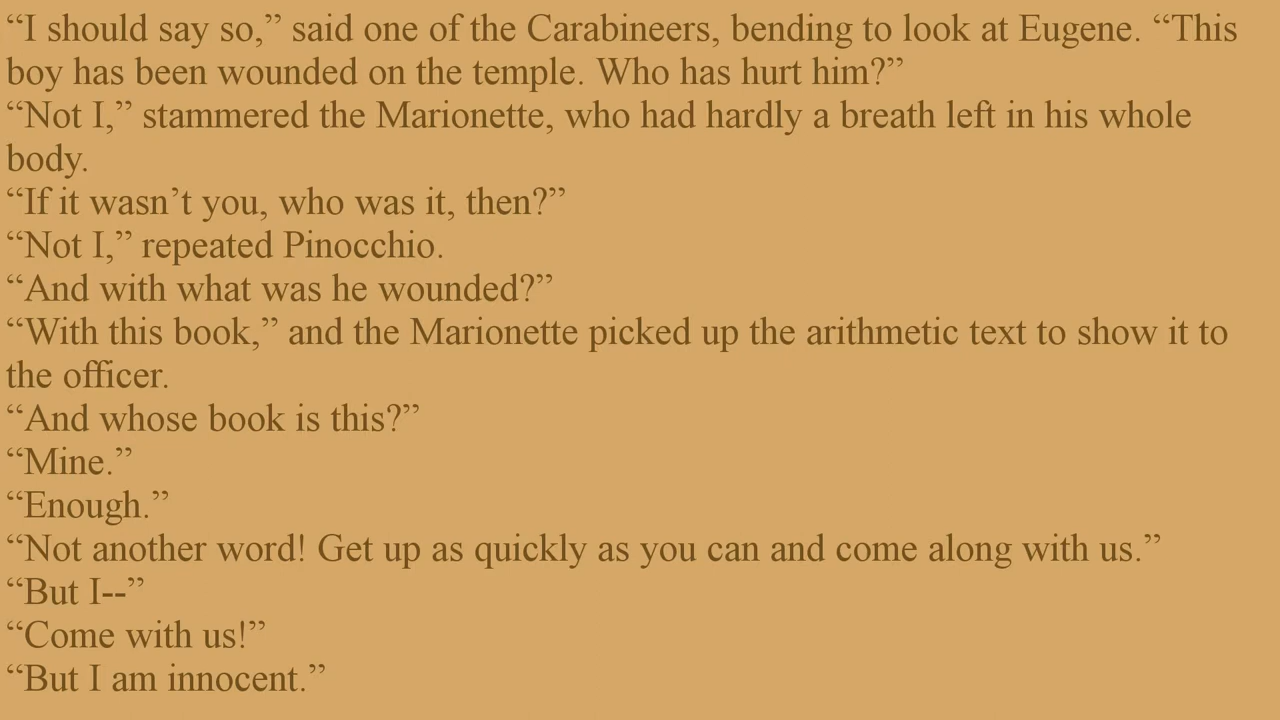 “I should say so,” said one of the Carabineers, bending to look at Eugene. “This
boy has been wounded on the temple. Who has hurt him?”
“Not I,” stammered the Marionette, who had hardly a breath left in his whole
body.
“If it wasn’t you, who was it, then?”
“Not I,” repeated Pinocchio.
“And with what was he wounded?”
“With this book,” and the Marionette picked up the arithmetic text to show it to
the officer.
“And whose book is this?”
“Mine.”
“Enough.”
“Not another word! Get up as quickly as you can and come along with us.”
“But I--”
“Come with us!”
“But I am innocent.”